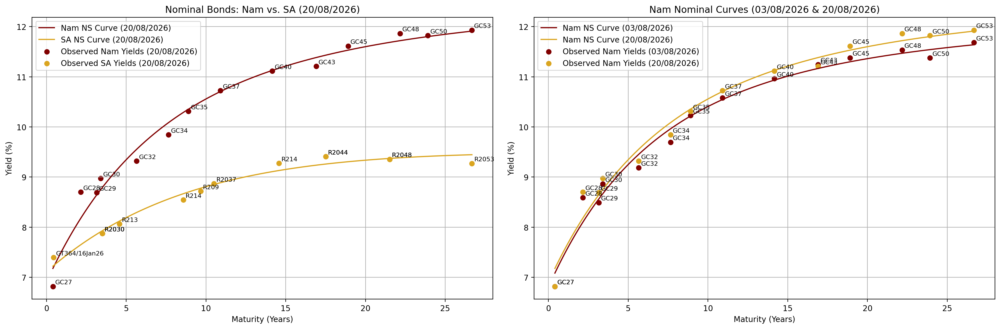 Nominal Bonds: Nam vs. SA (20/08/2026)
Nam NS Curve (20/08/2026)
SA NS Curve (20/08/2026)
Observed Nam Yields (20/08/2026)
Observed SA Yields (20/08/2026)
12
11
10
9
8
7
Yield (%)
GC53
GC48
GC50
GC45
GC43
GC40
GC37
GC35
GC34
GC32
GC30
GC28
GC29
GC27
R2044
R2048
R2053
R214
R2037
R209
R214
R213
R2030
GT364/16Jan26
0
5
10
15
20
25
Maturity (Years)
Nam Nominal Curves (03/08/2026 & 20/08/2026)
Nam NS Curve (03/08/2026)
Nam NS Curve (20/08/2026)
Observed Nam Yields (03/08/2026)
Observed Nam Yields (20/08/2026)
12
11
10
9
8
7
Yield (%)
GC53
GC48
GC50
GC53
GC45
GC48
GC45
GC50
GC43
GC43
GC40
GC40
GC37
GC37
GC35
GC35
GC34
GC34
GC32
GC32
GC30
GC30
GC28
GC29
GC28
GC29
GC27
0
5
10
15
20
25
Maturity (Years)